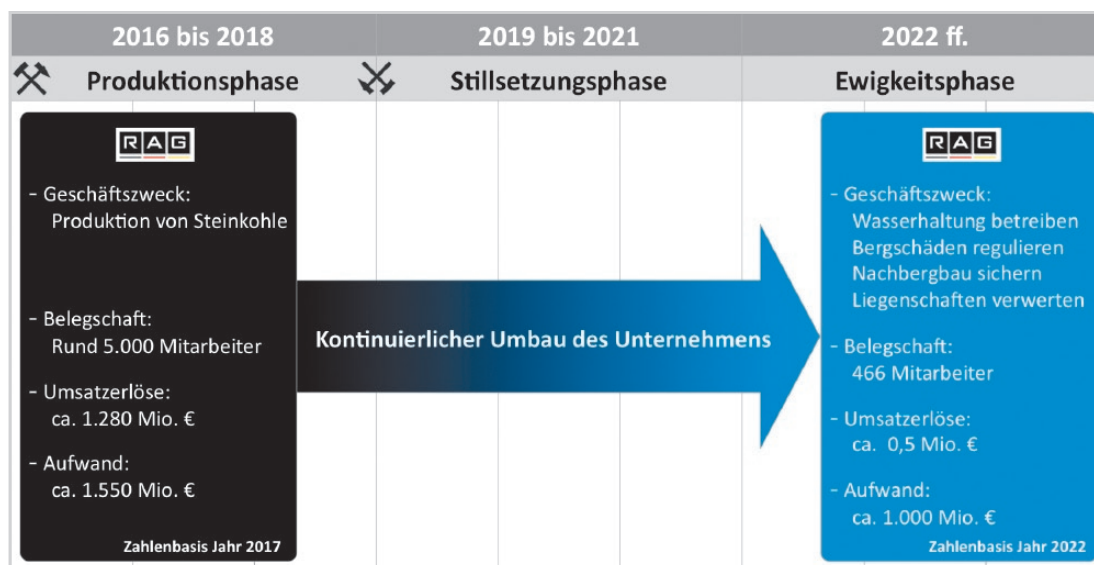 2016 bis 2018
2019 bis 2021
2022 ff.
Produktionsphase
Stillsetzungsphase
Ewigkeitsphase
RAG
- Geschäftszweck:
Produktion von Steinkohle
- Belegschaft:
Rund 5.000 Mitarbeiter
- Umsatzerlöse:
ca. 1.280 Mio. €
- Aufwand:
ca. 1.550 Mio. €
Zahlenbasis Jahr 2017
Kontinuierlicher Umbau des Unternehmens
RAG
- Geschäftszweck:
Wasserhaltung betreiben
Bergschäden regulieren
Nachbergbau sichern
Liegenschaften verwerten
- Belegschaft:
466 Mitarbeiter
- Umsatzerlöse:
ca. 0,5 Mio. €
- Aufwand:
ca. 1.000 Mio. €
Zahlenbasis Jahr 2022